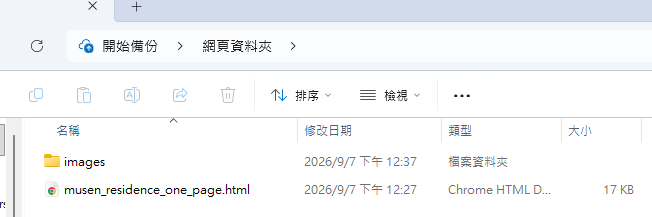 開始備份 > 網頁資料夾 >
排序 檢視 ...
名稱 修改日期 類型 大小
images 2026/9/7 下午 12:37 檔案資料夾
musen_residence_one_page.html 2026/9/7 下午 12:27 Chrome HTML D... 17 KB